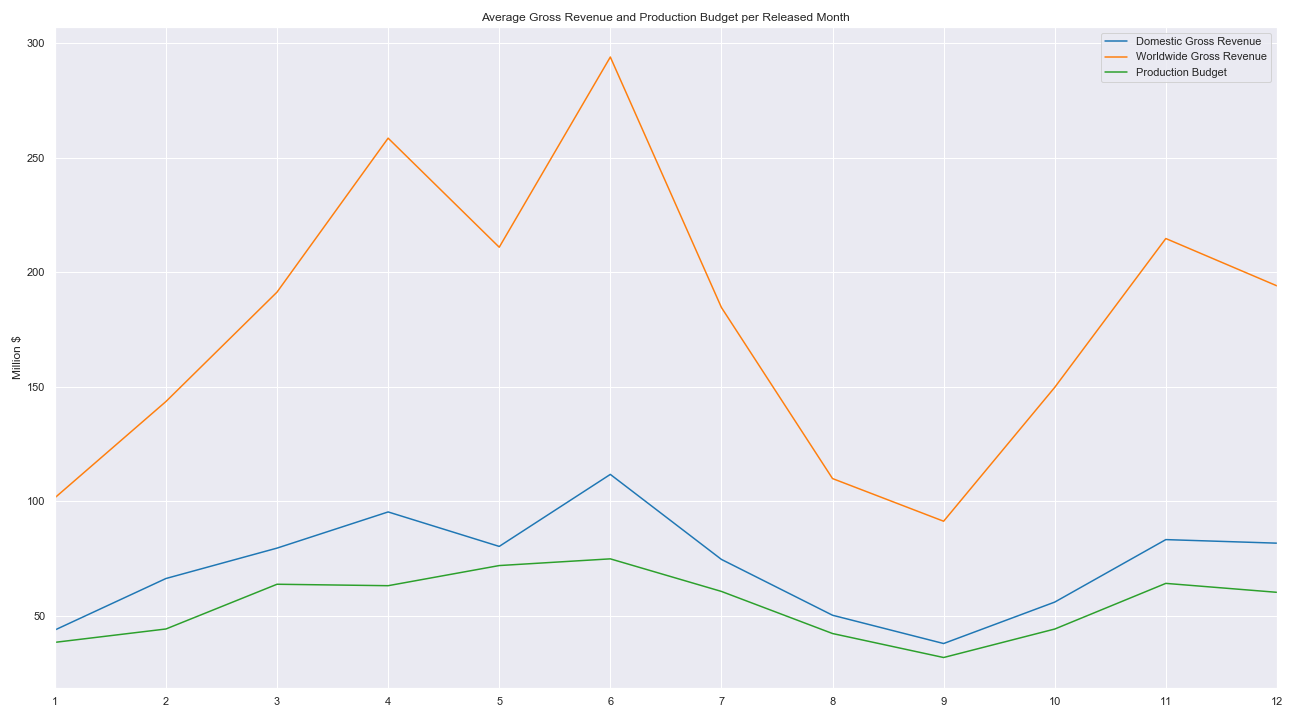 Average Gross Revenue and Production Budget per Released Month
Domestic Gross Revenue
Worldwide Gross Revenue
Production Budget
300
250
200
150
100
50
Million $
1 2 3 4 5 6 7 8 9 10 11 12